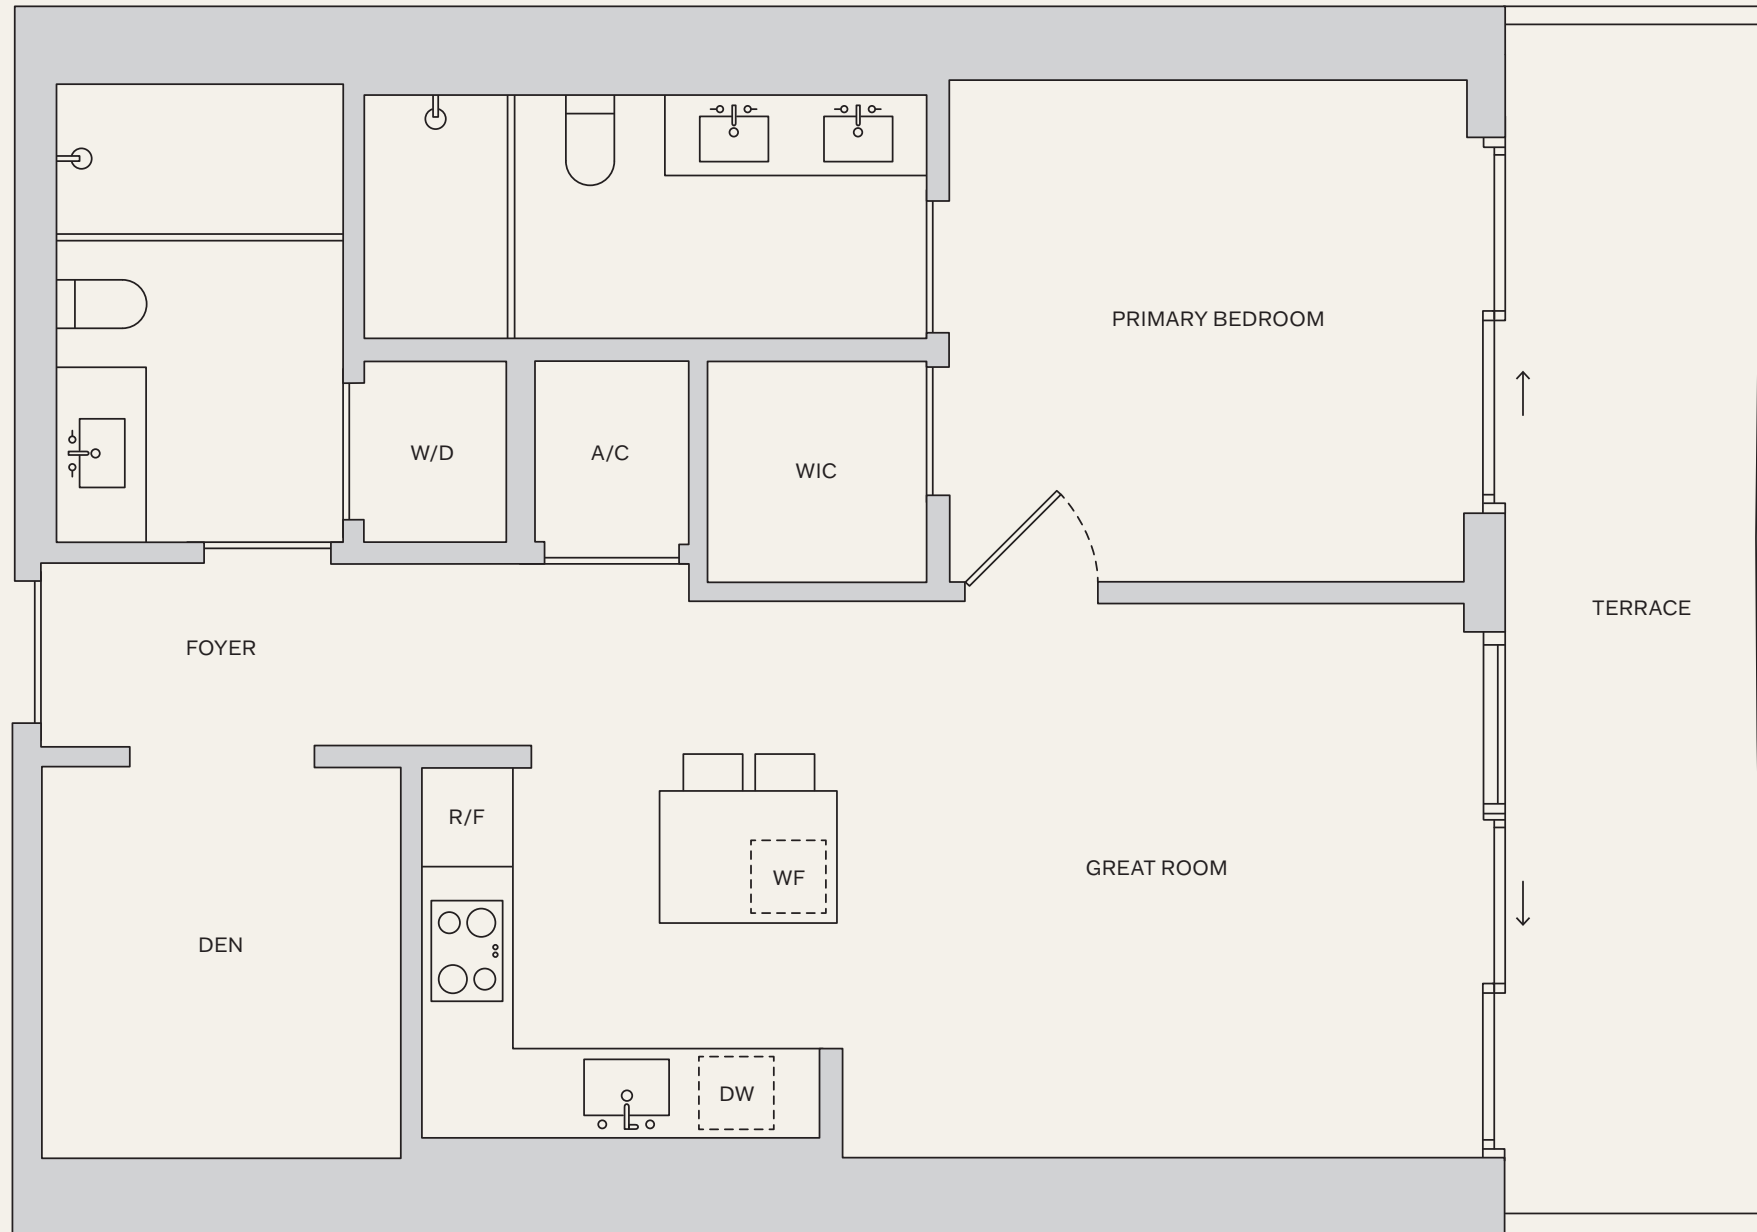 PRIMARY BEDROOM
W/D
A/C
WIC
TERRACE
FOYER
R/F
WF
GREAT ROOM
DEN
DW